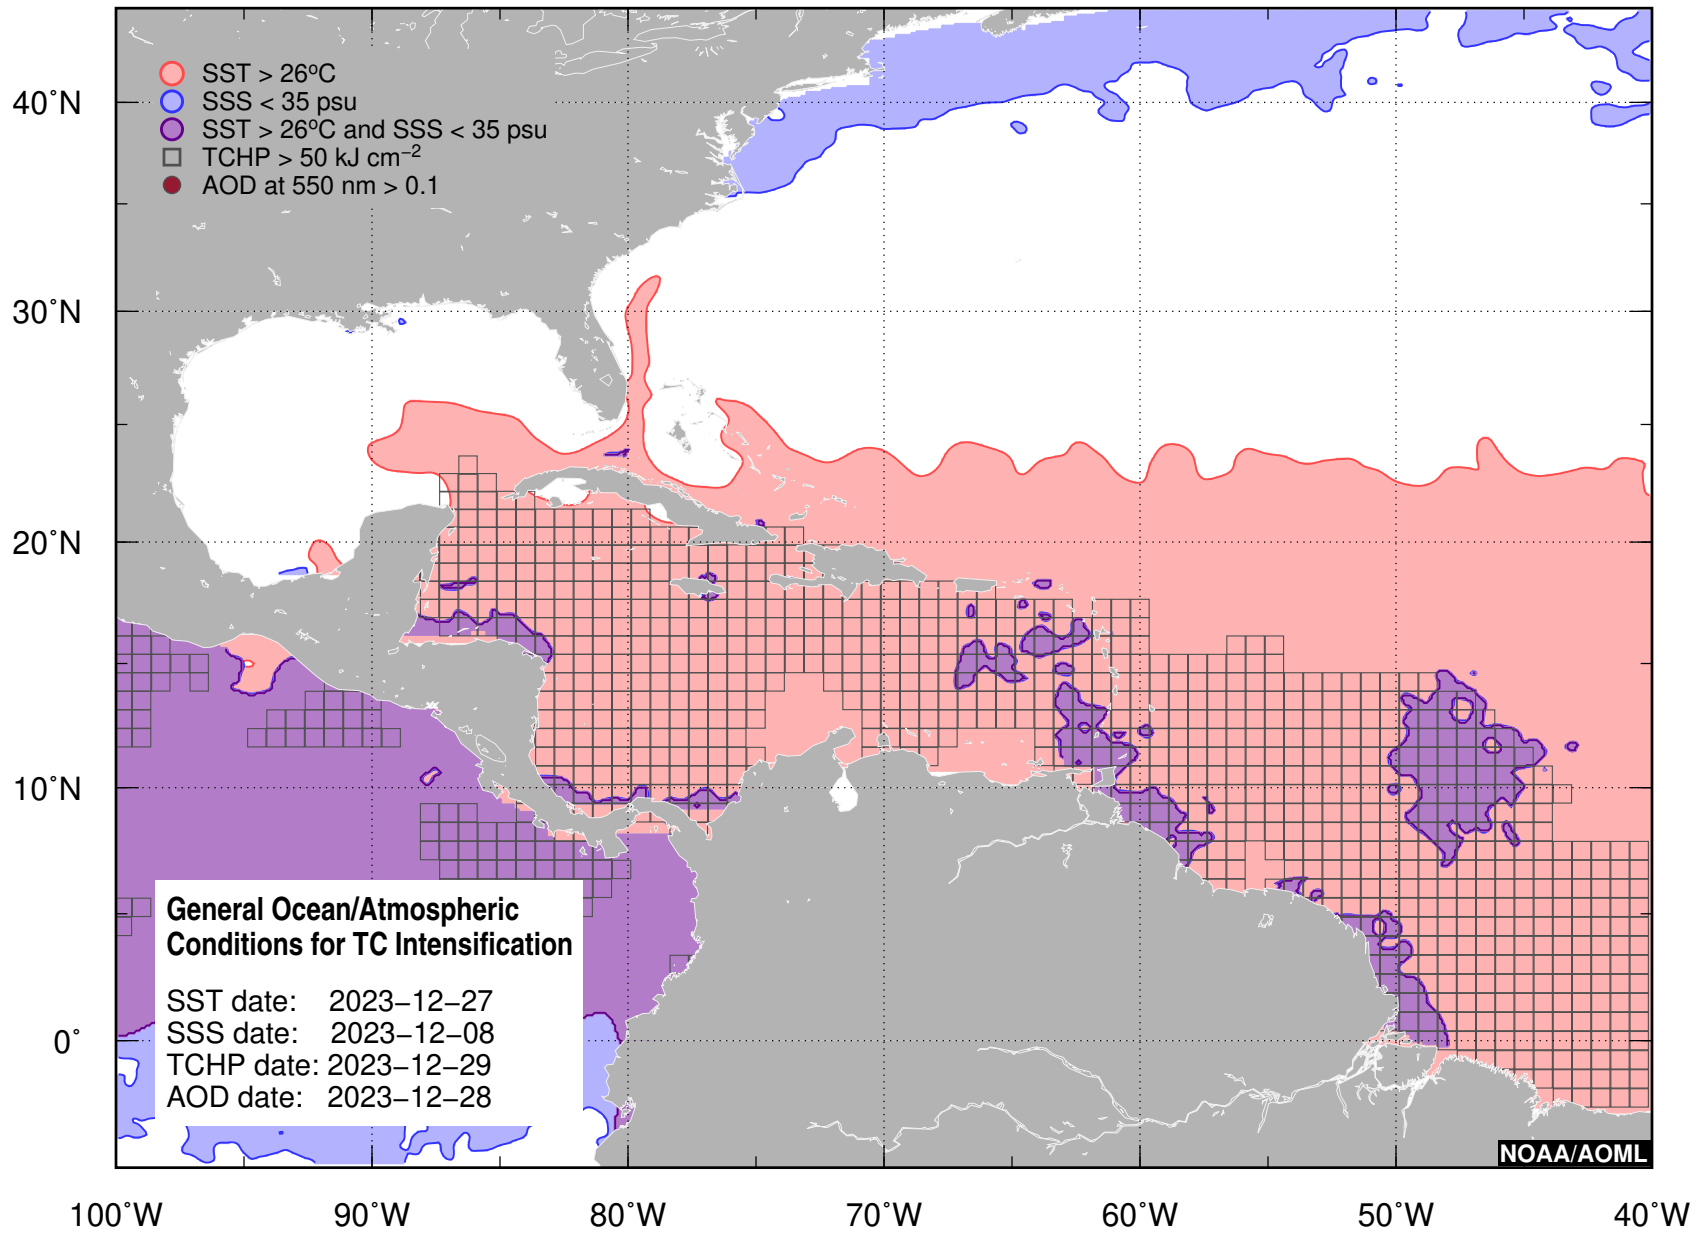 SST > 26ºC
SSS < 35 psu
SST > 26ºC and SSS < 35 psu
TCHP > 50 kJ cm−2
AOD at 550 nm > 0.1
40˚N
30˚N
20˚N
10˚N
0˚
General Ocean/Atmospheric
Conditions for TC Intensification
SST date: 2023−12−27
SSS date: 2023−12−08
TCHP date: 2023−12−29
AOD date: 2023−12−28
NOAA/AOML
100˚W 90˚W 80˚W 70˚W 60˚W 50˚W 40˚W